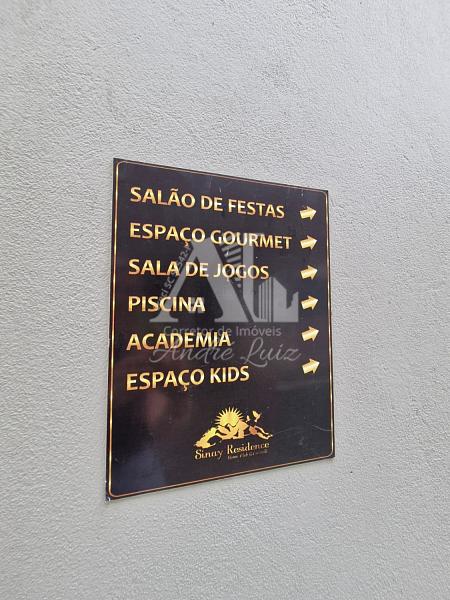 SALÃO DE FESTAS
ESPAÇO GOURMET
SALA DE JOGOS
PISCINA
ACADEMIA
ESPAÇO KIDS
Sinay Residence
AL
Corretor de Imóveis
André Luiz